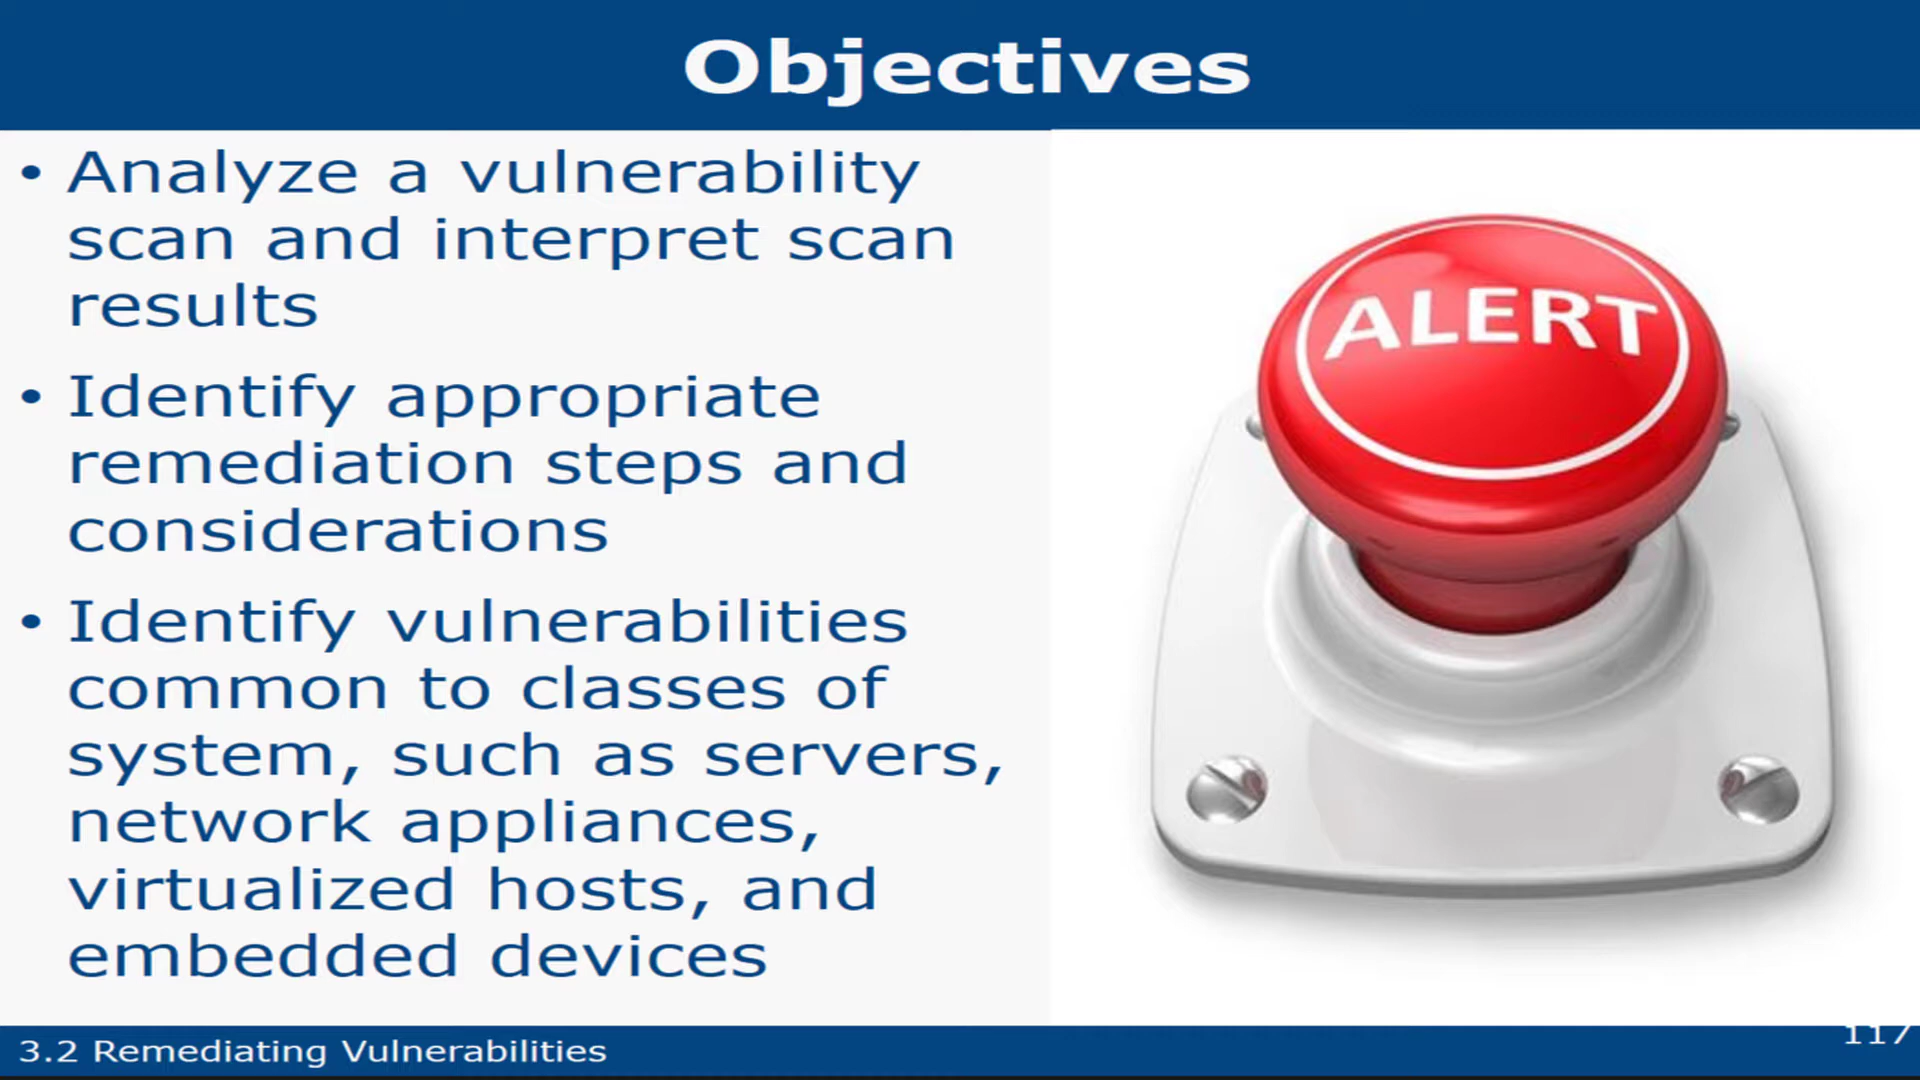 Objectives
• Analyze a vulnerability
scan and interpret scan
results
• Identify appropriate
remediation steps and
considerations
• Identify vulnerabilities
common to classes of
system, such as servers,
network appliances,
virtualized hosts, and
embedded devices
ALERT
3.2 Remediating Vulnerabilities
117